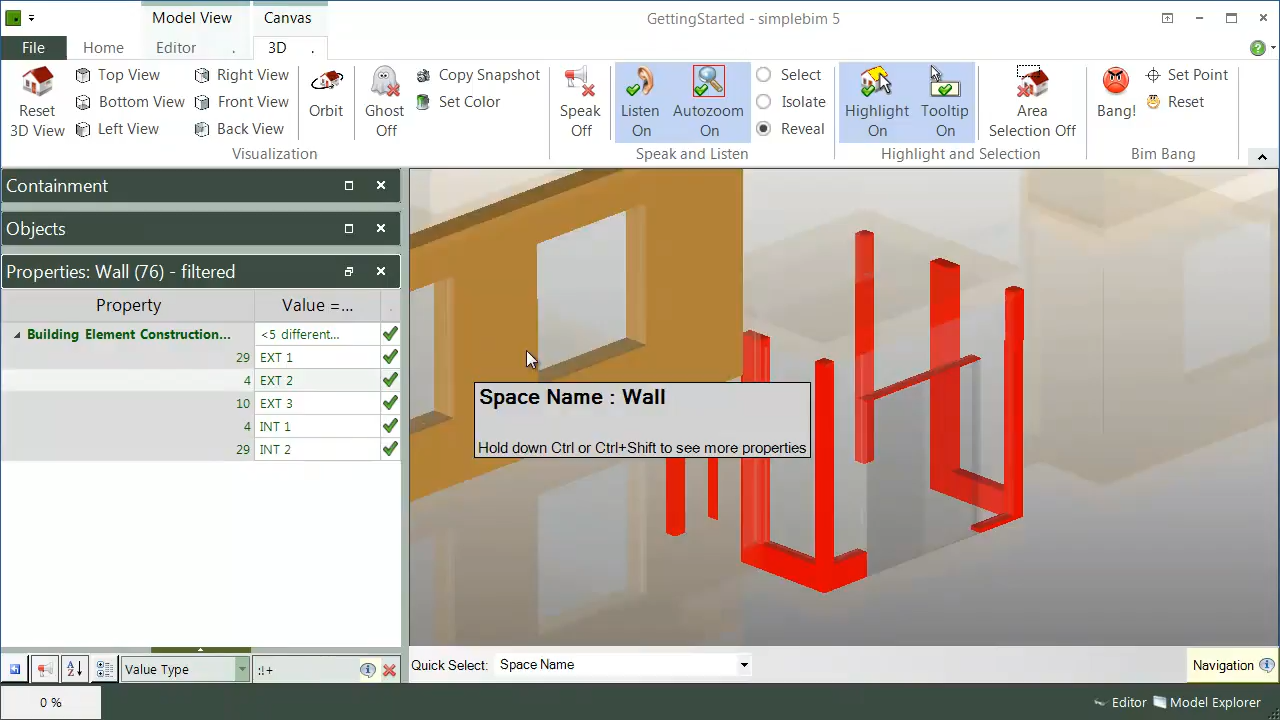 Model View
Canvas
GettingStarted - simplebim 5
File
Home
Editor
.
3D
.
Reset
3D View
Top View
Bottom View
Left View
Right View
Front View
Back View
Orbit
Ghost
Off
Copy Snapshot
Set Color
Visualization
Speak
Off
Listen
On
Autozoom
On
Select
Isolate
Reveal
Speak and Listen
Highlight
On
Tooltip
On
Area
Selection Off
Highlight and Selection
Bang!
Set Point
Reset
Bim Bang
Containment
Objects
Properties: Wall (76) - filtered
Property
Value =...
.
Building Element Construction...
<5 different...
29 EXT 1
4 EXT 2
10 EXT 3
4 INT 1
29 INT 2
Space Name : Wall
Hold down Ctrl or Ctrl+Shift to see more properties
Value Type
:i+
Quick Select:
Space Name
Navigation
0 %
Editor
Model Explorer